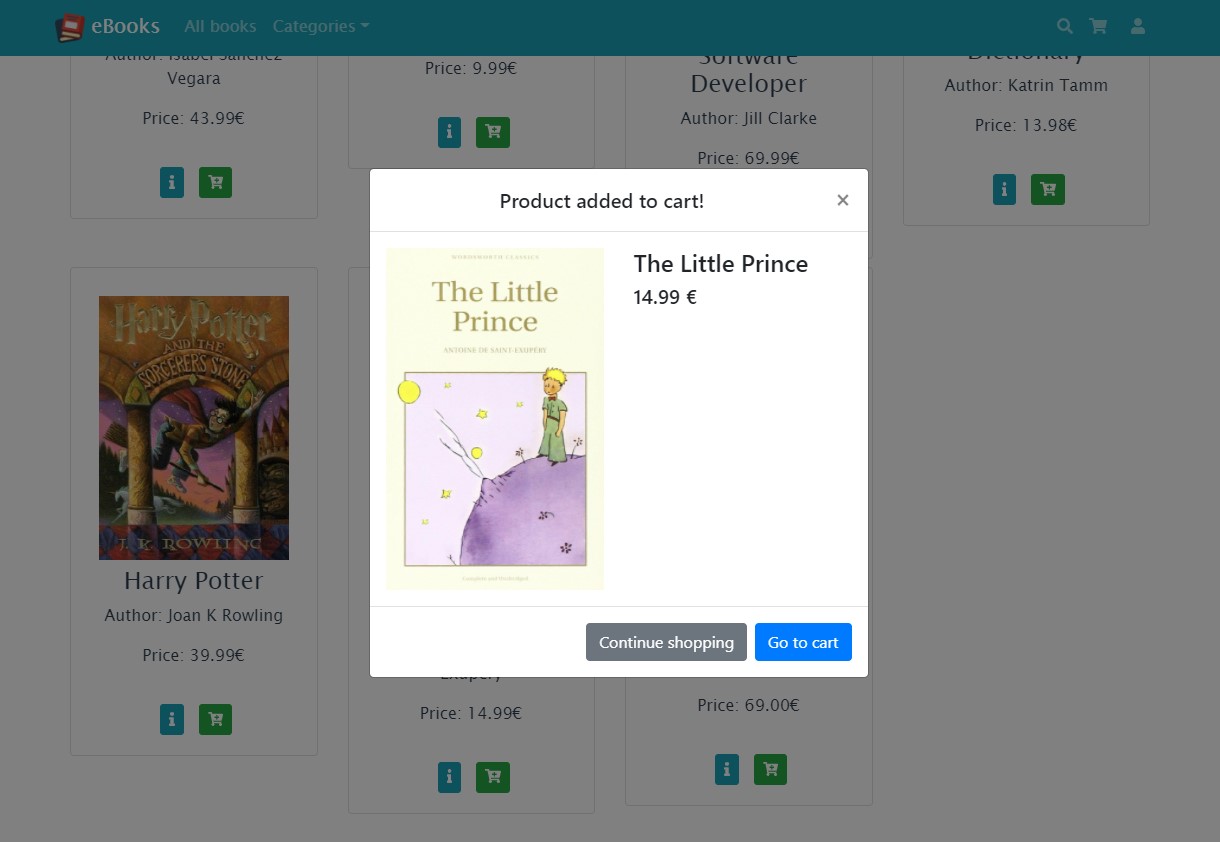 eBooks All books Categories
Author: Isabel Sánchez
Vegara
Price: 43.99€
Price: 9.99€
Software
Developer
Author: Jill Clarke
Price: 69.99€
Dictionary
Author: Katrin Tamm
Price: 13.98€
Product added to cart!
×
WORDSWORTH CLASSICS
The Little
Prince
ANTOINE DE SAINT-EXUPÉRY
Complete and Unabridged
The Little Prince
14.99 €
Continue shopping
Go to cart
Harry Potter
AND THE
SORCERER'S STONE
J. K. ROWLING
Harry Potter
Author: Joan K Rowling
Price: 39.99€
Exupéry
Price: 14.99€
Price: 69.00€